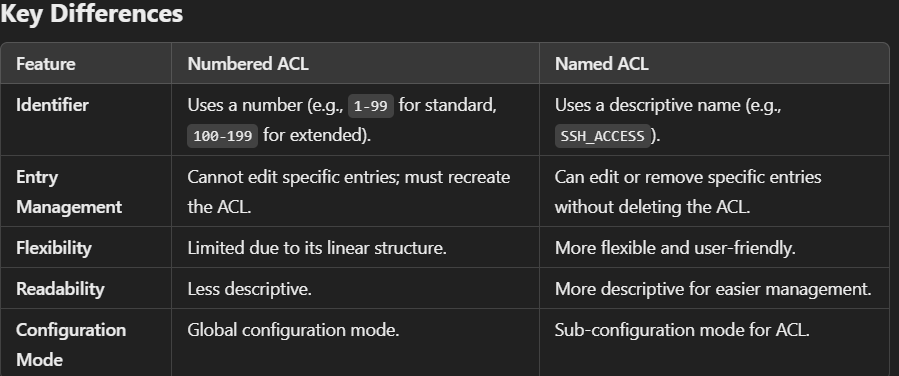 Key Differences
Feature Numbered ACL Named ACL
Identifier Uses a number (e.g., 1-99 for standard, Uses a descriptive name (e.g.,
100-199 for extended). SSH_ACCESS ).
Entry Cannot edit specific entries; must recreate Can edit or remove specific entries
Management the ACL. without deleting the ACL.
Flexibility Limited due to its linear structure. More flexible and user-friendly.
Readability Less descriptive. More descriptive for easier management.
Configuration Global configuration mode. Sub-configuration mode for ACL.
Mode